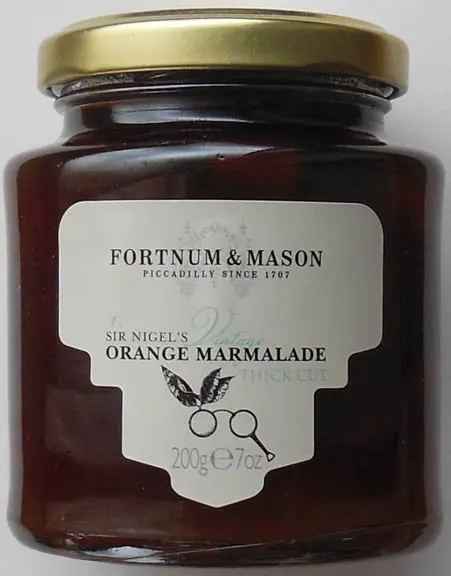 FORTNUM & MASON
PICCADILLY SINCE 1707
Vintage
SIR NIGEL'S
ORANGE MARMALADE
THICK CUT
200g ℮ 7oz